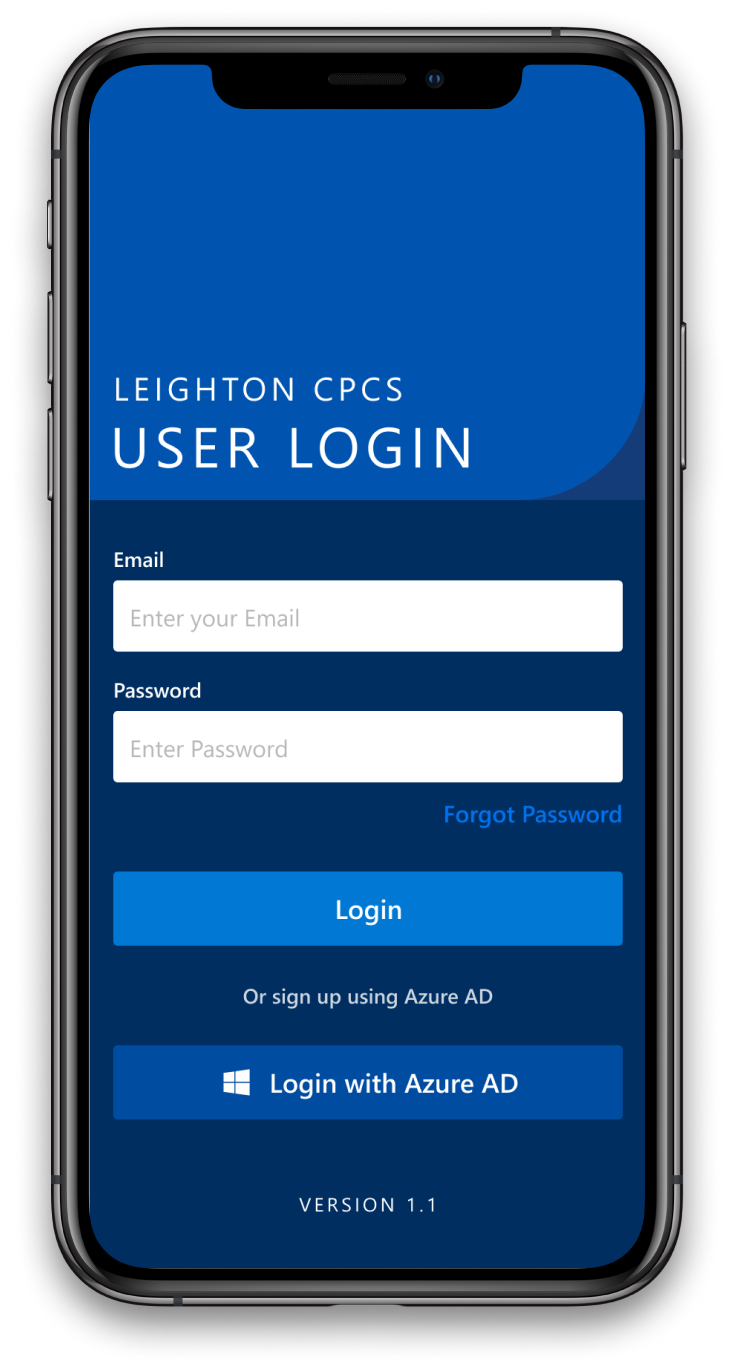 LEIGHTON CPCS
USER LOGIN
Email
Enter your Email
Password
Enter Password
Forgot Password
Login
Or sign up using Azure AD
Login with Azure AD
VERSION 1.1